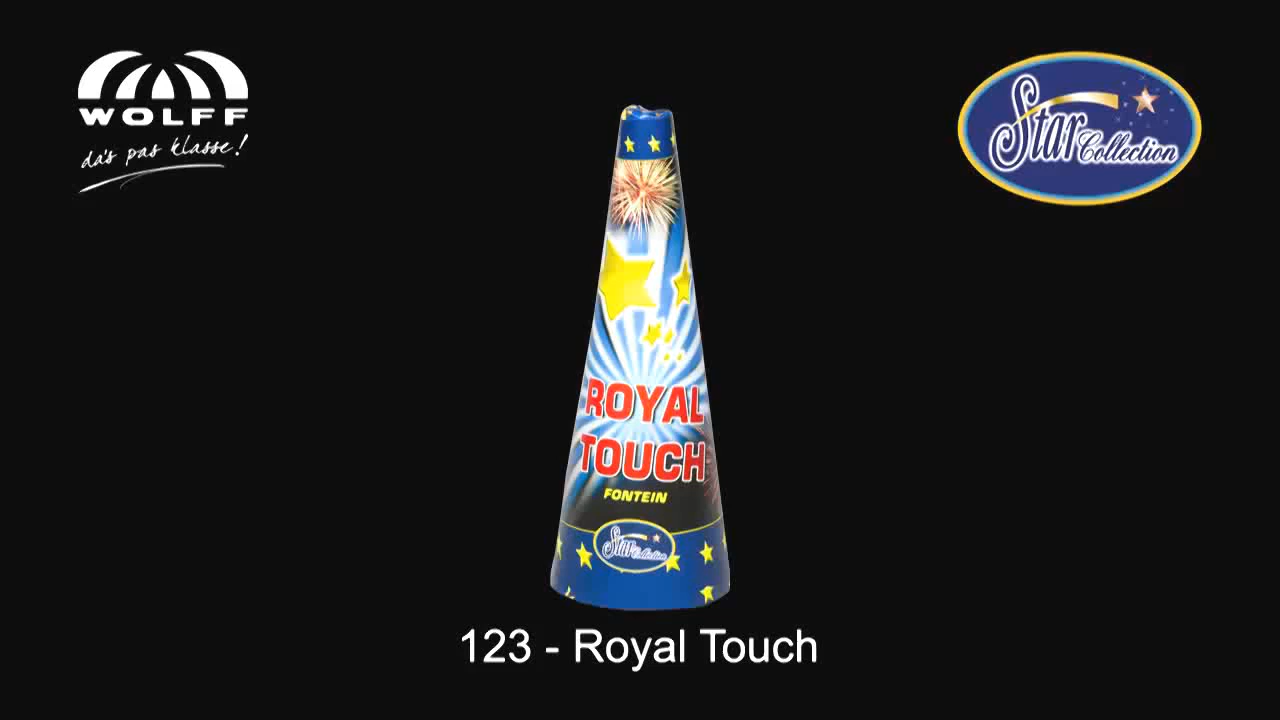 WOLFF
da's pas klasse!
Star Collection
ROYAL
TOUCH
FONTEIN
Star Collection
123 - Royal Touch